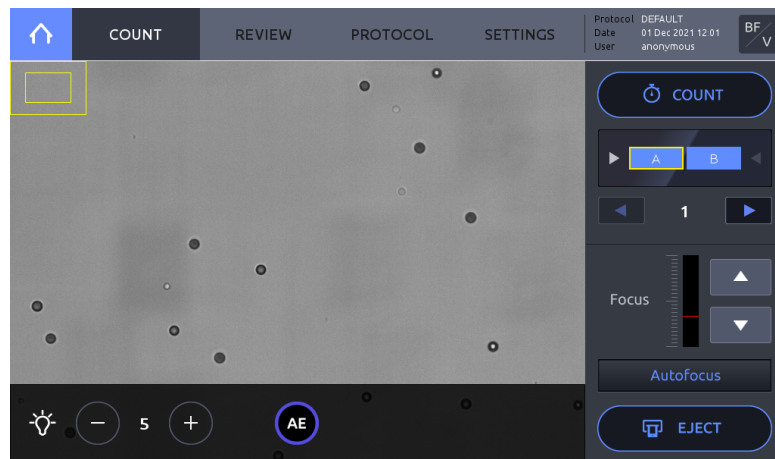 COUNT REVIEW PROTOCOL SETTINGS
Protocol DEFAULT
Date 01 Dec 2021 12:01
User anonymous
BF/V
COUNT
A B
1
Focus
Autofocus
5
AE
EJECT